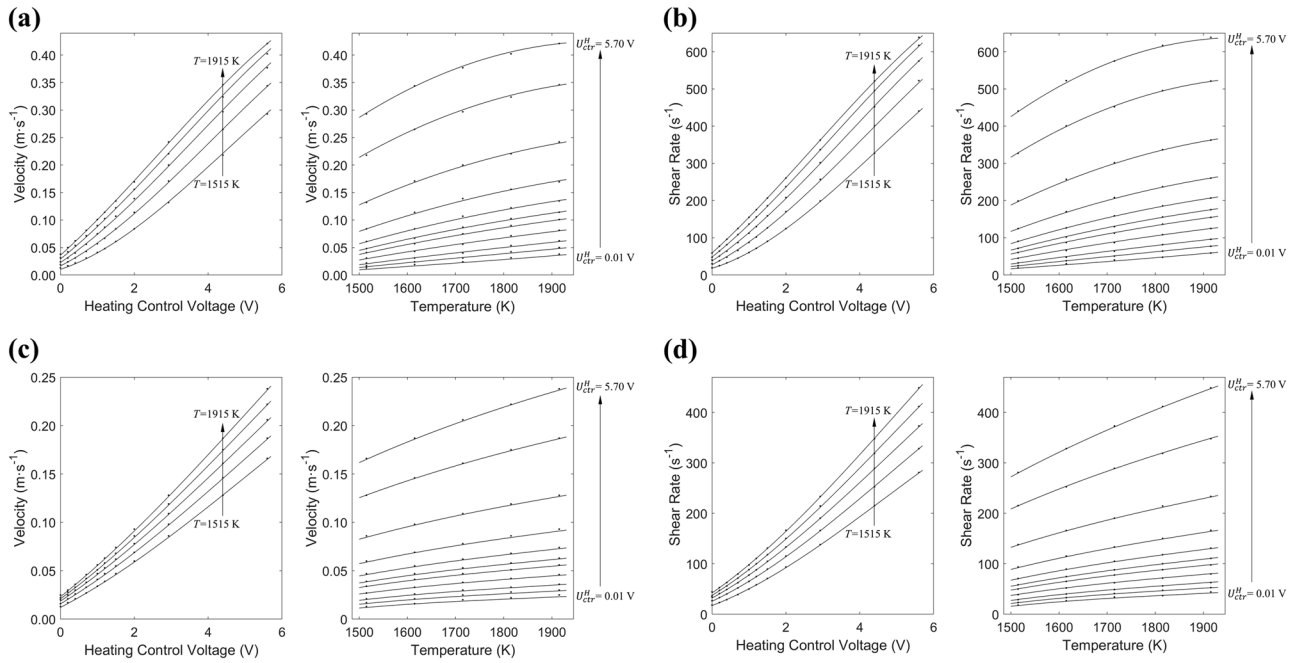 (a)
0.40
0.35
0.30
0.25
0.20
0.15
0.10
0.05
0.00
Velocity (m·s⁻¹)
T=1915 K
T=1515 K
0 2 4 6
Heating Control Voltage (V)
0.40
0.35
0.30
0.25
0.20
0.15
0.10
0.05
0.00
Velocity (m·s⁻¹)
1500 1600 1700 1800 1900
Temperature (K)
U_ctr^H = 5.70 V
U_ctr^H = 0.01 V
(b)
600
500
400
300
200
100
0
Shear Rate (s⁻¹)
T=1915 K
T=1515 K
0 2 4 6
Heating Control Voltage (V)
600
500
400
300
200
100
0
Shear Rate (s⁻¹)
1500 1600 1700 1800 1900
Temperature (K)
U_ctr^H = 5.70 V
U_ctr^H = 0.01 V
(c)
0.25
0.20
0.15
0.10
0.05
0.00
Velocity (m·s⁻¹)
T=1915 K
T=1515 K
0 2 4 6
Heating Control Voltage (V)
0.25
0.20
0.15
0.10
0.05
0
Velocity (m·s⁻¹)
1500 1600 1700 1800 1900
Temperature (K)
U_ctr^H = 5.70 V
U_ctr^H = 0.01 V
(d)
400
300
200
100
0
Shear Rate (s⁻¹)
T=1915 K
T=1515 K
0 2 4 6
Heating Control Voltage (V)
400
300
200
100
0
Shear Rate (s⁻¹)
1500 1600 1700 1800 1900
Temperature (K)
U_ctr^H = 5.70 V
U_ctr^H = 0.01 V